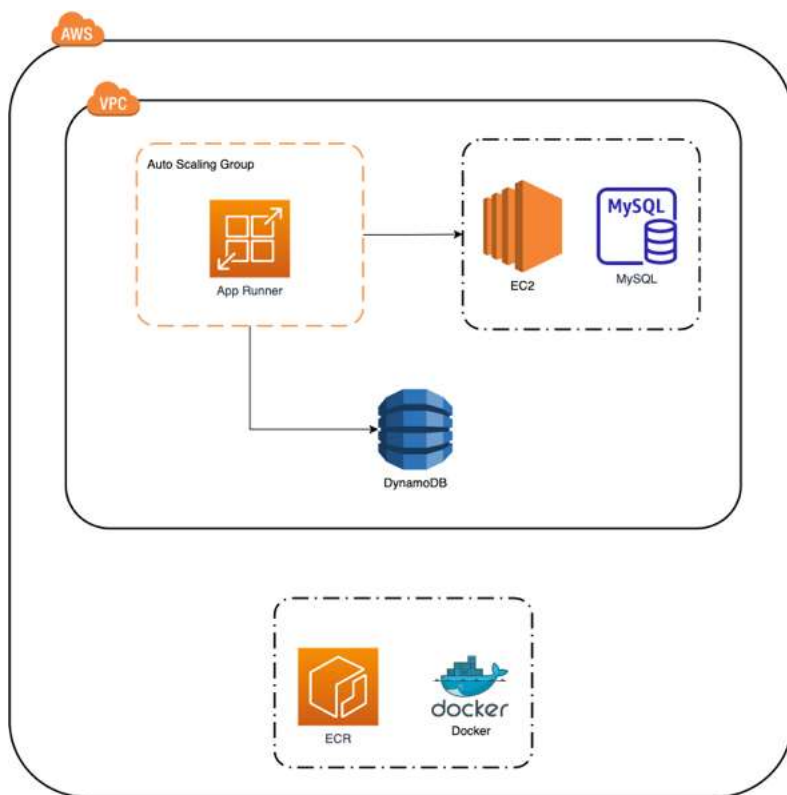 AWS
VPC
Auto Scaling Group
App Runner
MySQL
EC2
MySQL
DynamoDB
ECR
docker
Docker